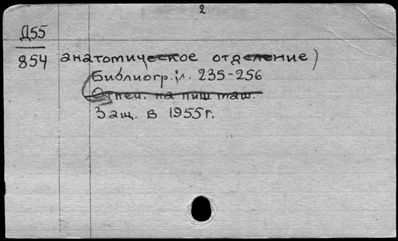 2
Д55
854 анатомическое отделение)
Библиогр.: л. 235-256
Отпеч. на пиш. маш.
Защ. в 1955 г.